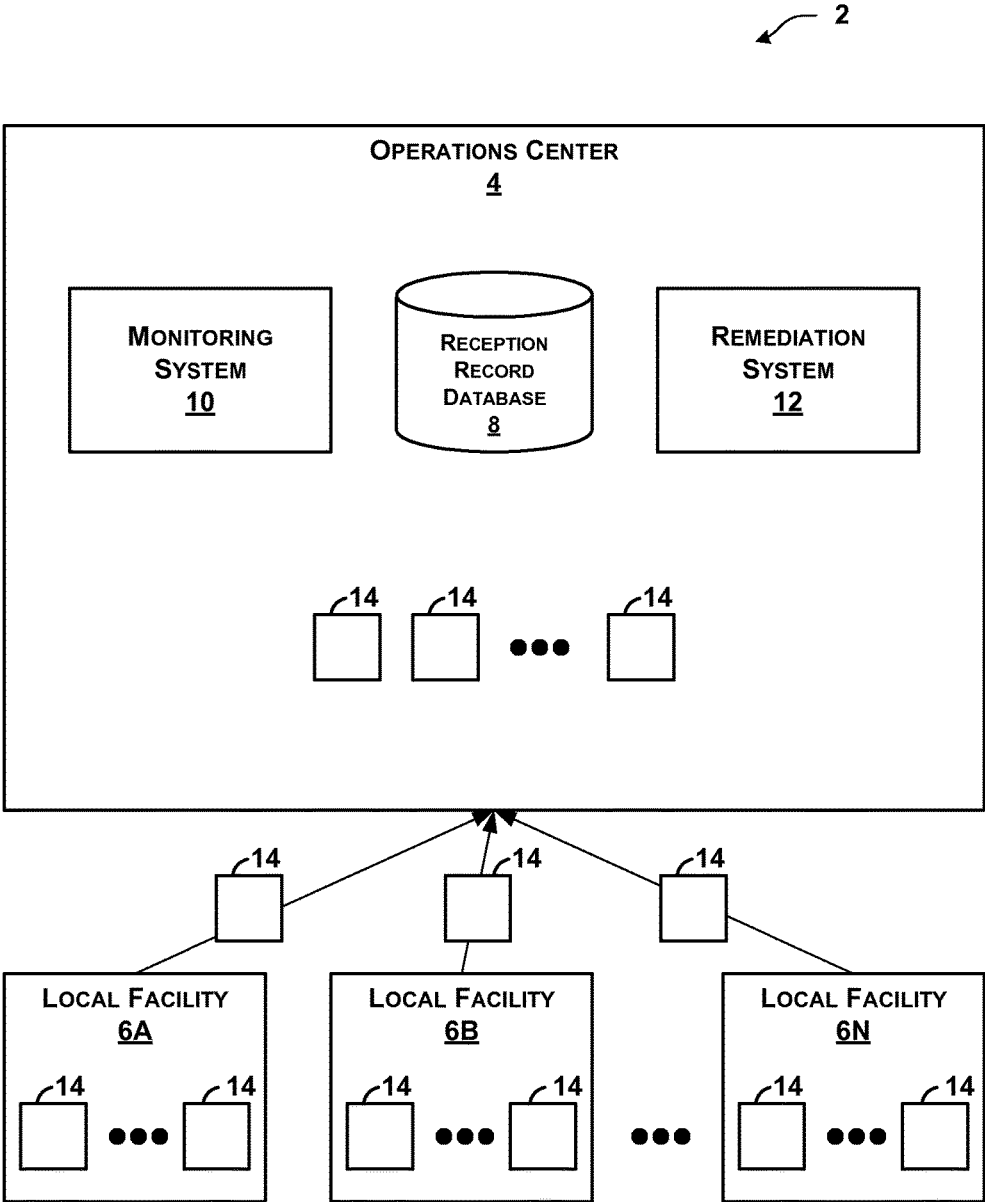 2
OPERATIONS CENTER
4
MONITORING
SYSTEM
10
RECEPTION
RECORD
DATABASE
8
REMEDIATION
SYSTEM
12
14
14
14
14
14
14
LOCAL FACILITY
6A
14
14
LOCAL FACILITY
6B
14
14
LOCAL FACILITY
6N
14
14